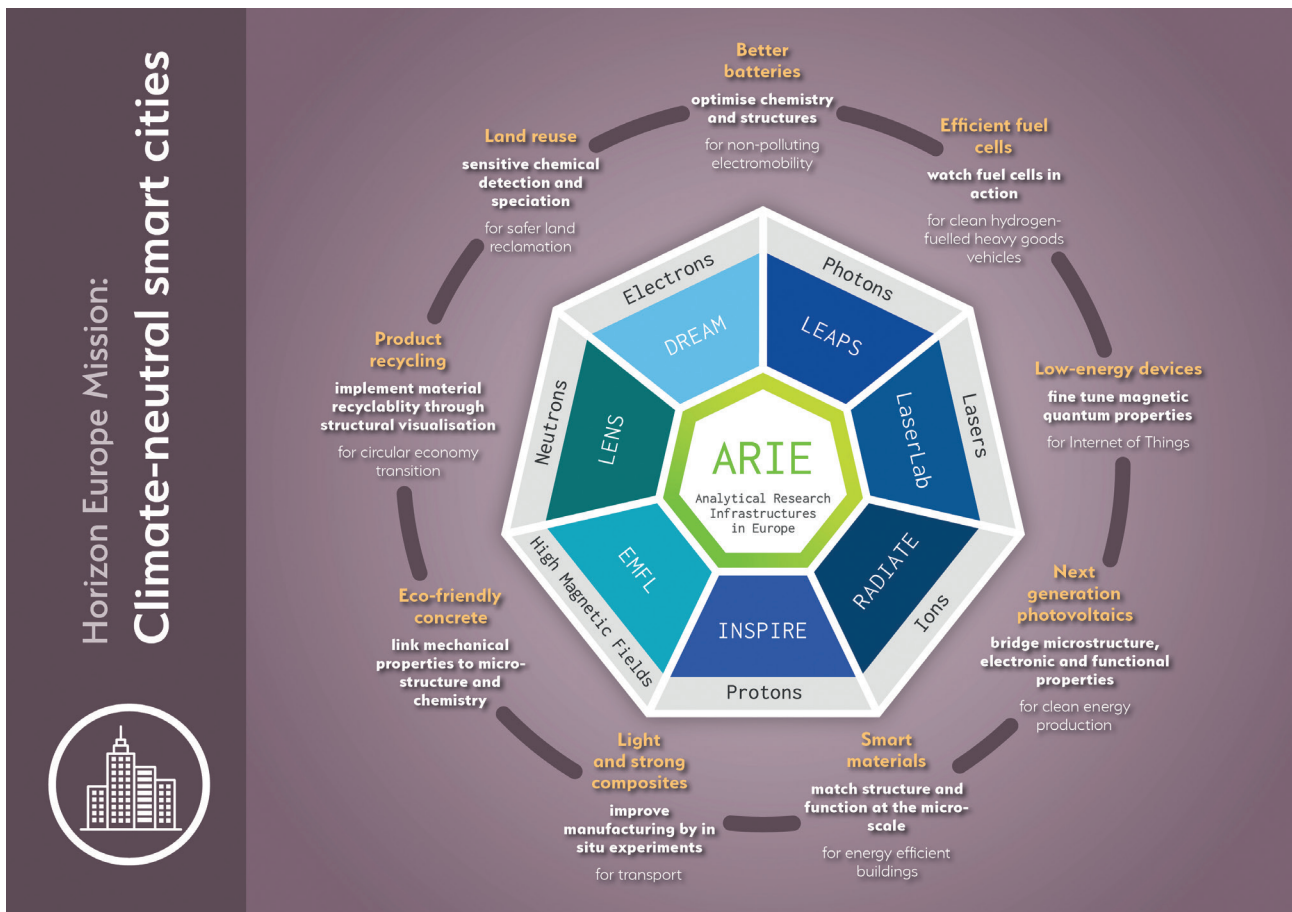 Horizon Europe Mission:
Climate-neutral smart cities
Better
batteries
optimise chemistry
and structures
for non-polluting
electromobility
Efficient fuel
cells
watch fuel cells in
action
for clean hydrogen-
fuelled heavy goods
vehicles
Low-energy devices
fine tune magnetic
quantum properties
for Internet of Things
Next
generation
photovoltaics
bridge microstructure,
electronic and functional
properties
for clean energy
production
Smart
materials
match structure and
function at the micro-
scale
for energy efficient
buildings
Light
and strong
composites
improve
manufacturing by in
situ experiments
for transport
Eco-friendly
concrete
link mechanical
properties to micro-
structure and
chemistry
Product
recycling
implement material
recyclablity through
structural visualisation
for circular economy
transition
Land reuse
sensitive chemical
detection and
speciation
for safer land
reclamation
Electrons
DREAM
Photons
LEAPS
Lasers
LaserLab
Ions
RADIATE
Protons
INSPIRE
High Magnetic Fields
EMFL
Neutrons
LENS
ARIE
Analytical Research
Infrastructures
in Europe